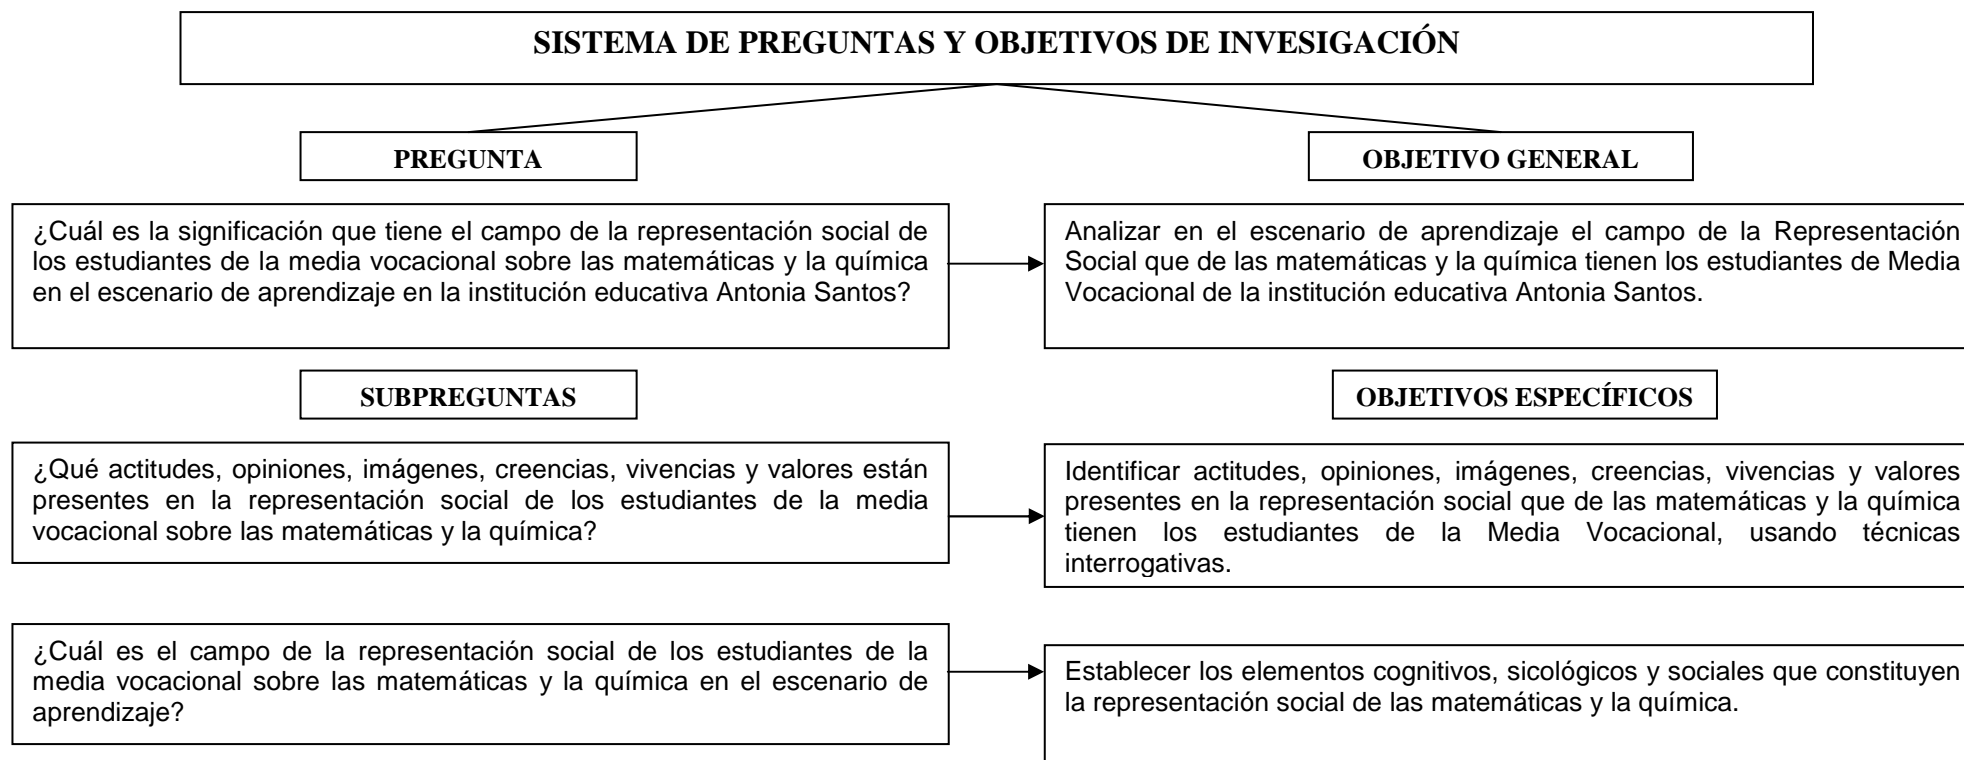 SISTEMA DE PREGUNTAS Y OBJETIVOS DE INVESIGACIÓN
PREGUNTA
OBJETIVO GENERAL
¿Cuál es la significación que tiene el campo de la representación social de
los estudiantes de la media vocacional sobre las matemáticas y la química
en el escenario de aprendizaje en la institución educativa Antonia Santos?
Analizar en el escenario de aprendizaje el campo de la Representación
Social que de las matemáticas y la química tienen los estudiantes de Media
Vocacional de la institución educativa Antonia Santos.
SUBPREGUNTAS
OBJETIVOS ESPECÍFICOS
¿Qué actitudes, opiniones, imágenes, creencias, vivencias y valores están
presentes en la representación social de los estudiantes de la media
vocacional sobre las matemáticas y la química?
Identificar actitudes, opiniones, imágenes, creencias, vivencias y valores
presentes en la representación social que de las matemáticas y la química
tienen los estudiantes de la Media Vocacional, usando técnicas
interrogativas.
¿Cuál es el campo de la representación social de los estudiantes de la
media vocacional sobre las matemáticas y la química en el escenario de
aprendizaje?
Establecer los elementos cognitivos, sicológicos y sociales que constituyen
la representación social de las matemáticas y la química.